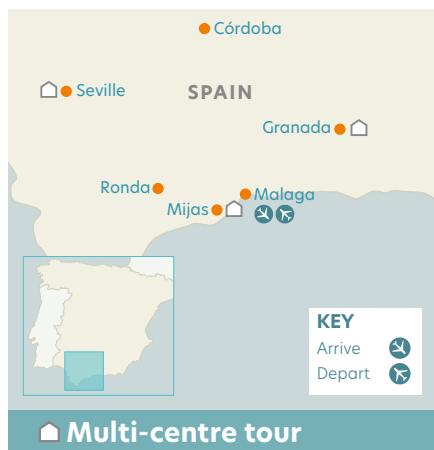 Córdoba
Seville
SPAIN
Granada
Ronda
Malaga
Mijas
KEY
Arrive
Depart
Multi-centre tour